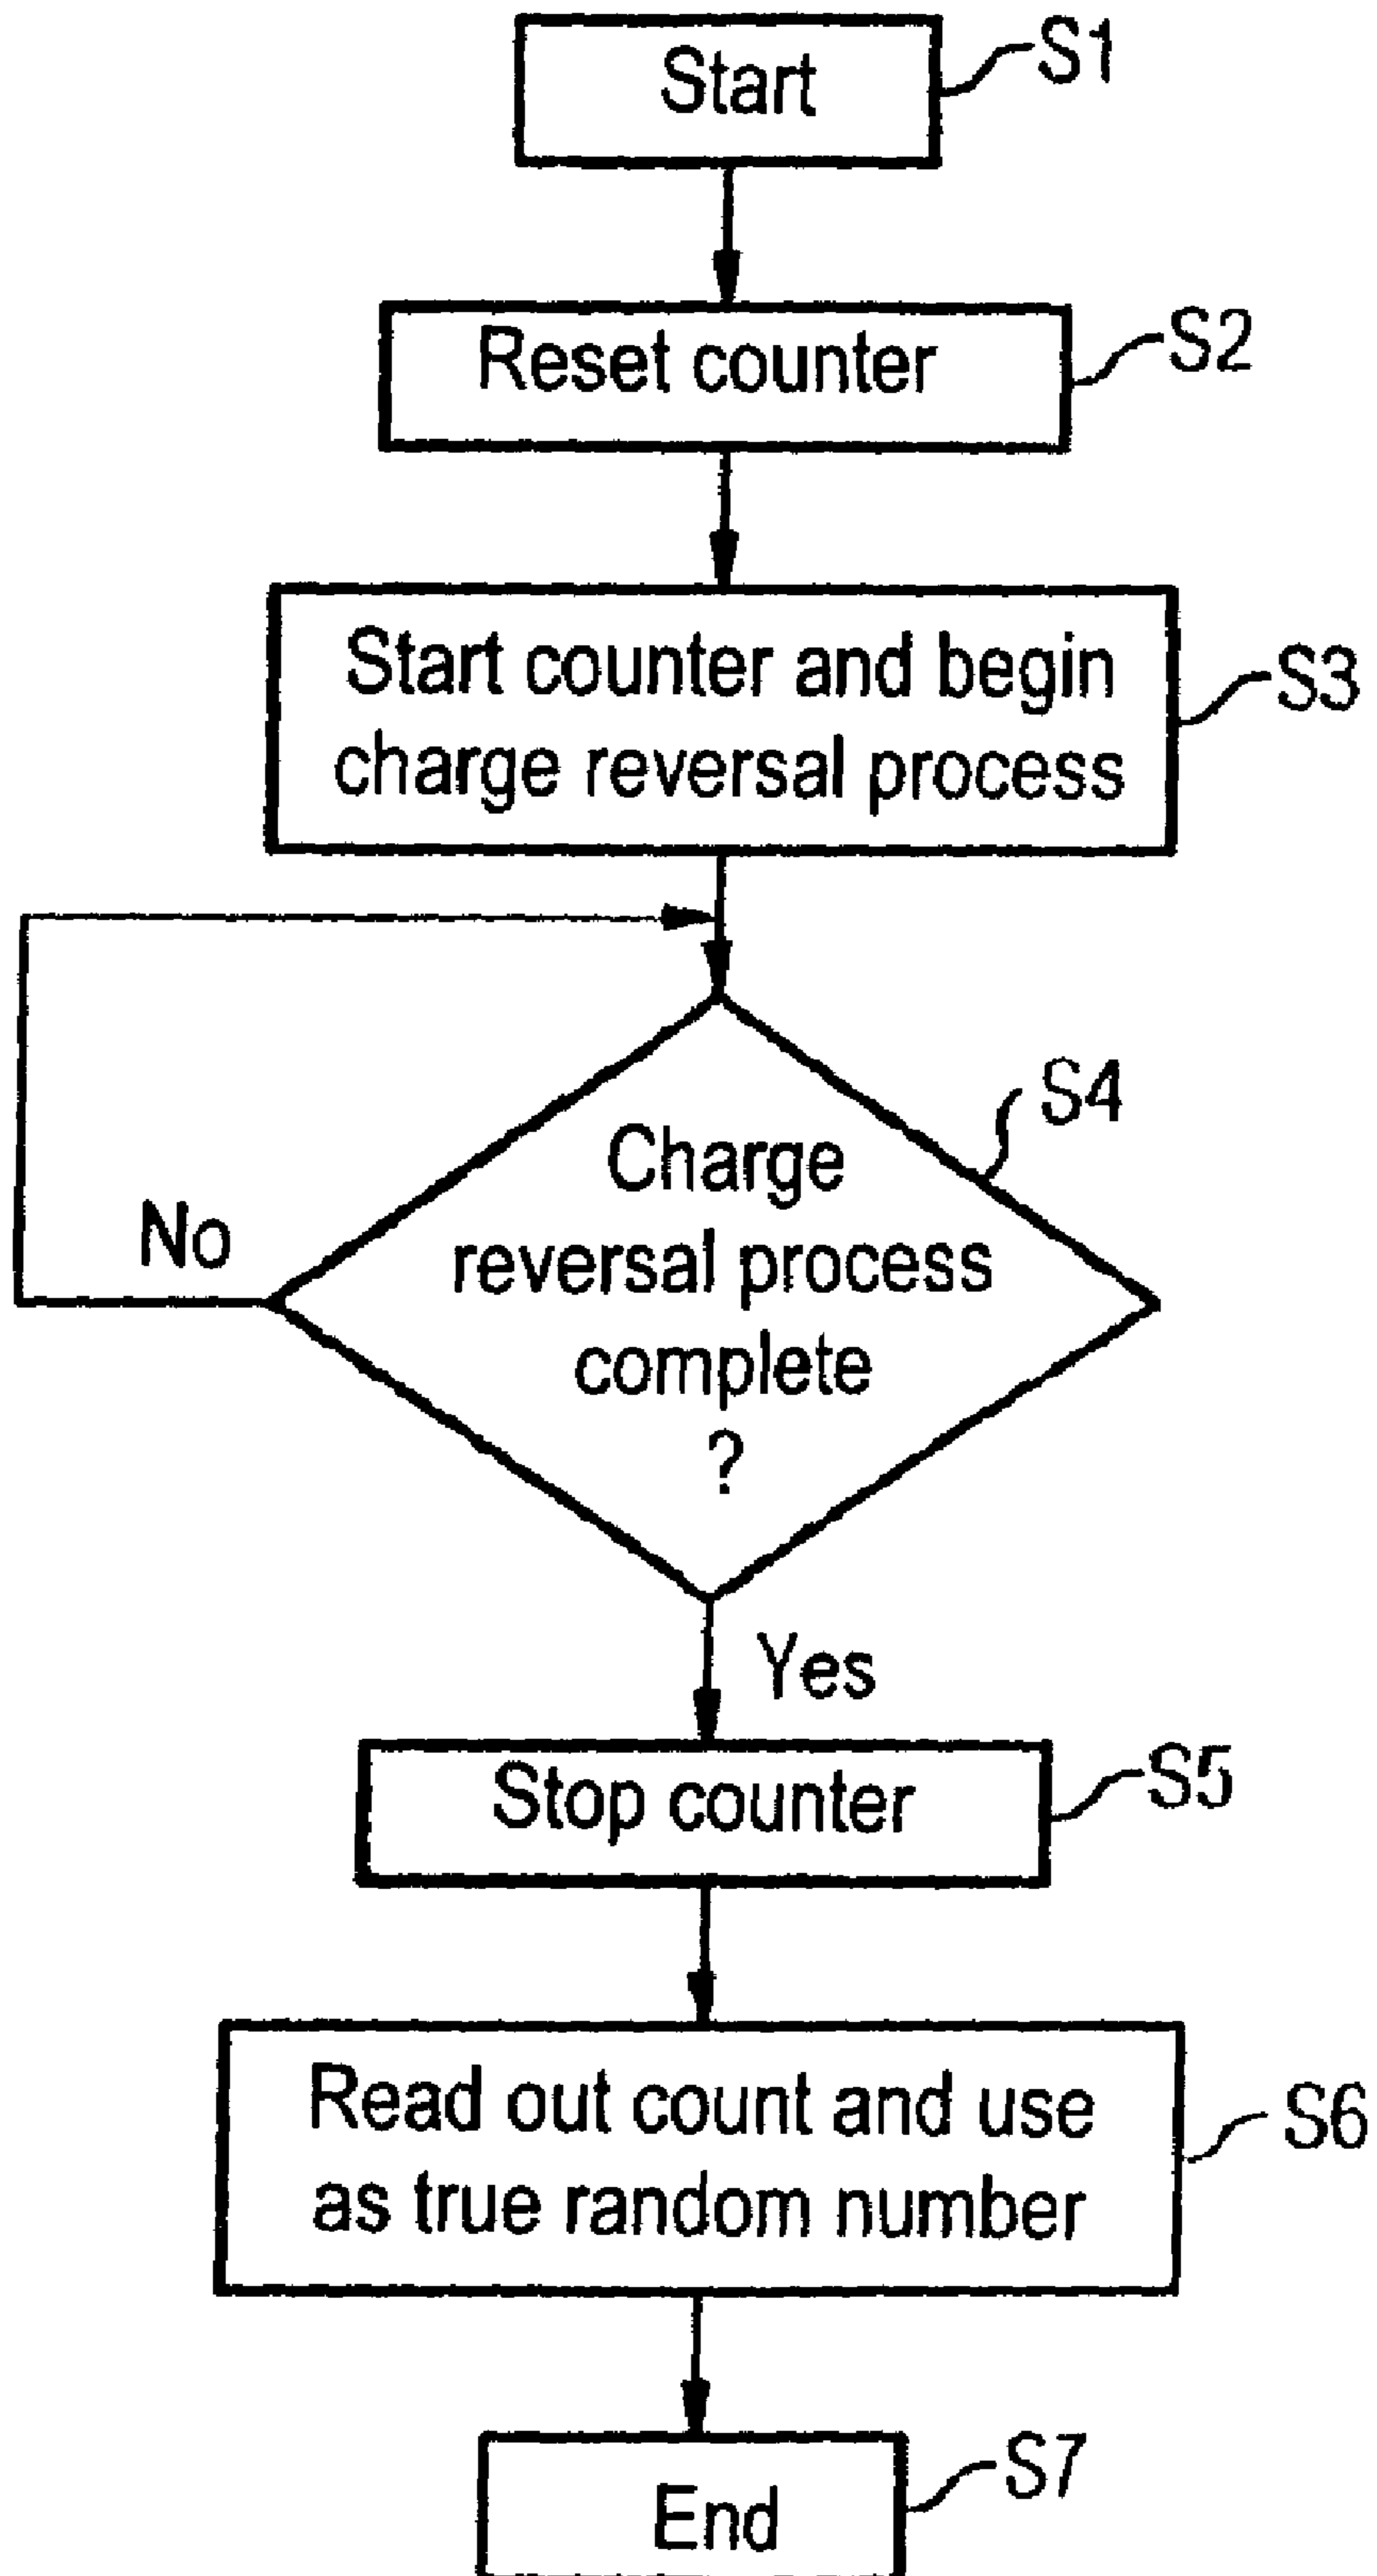 Start
S1
Reset counter
S2
Start counter and begin
charge reversal process
S3
Charge
reversal process
complete
?
S4
No
Yes
Stop counter
S5
Read out count and use
as true random number
S6
End
S7